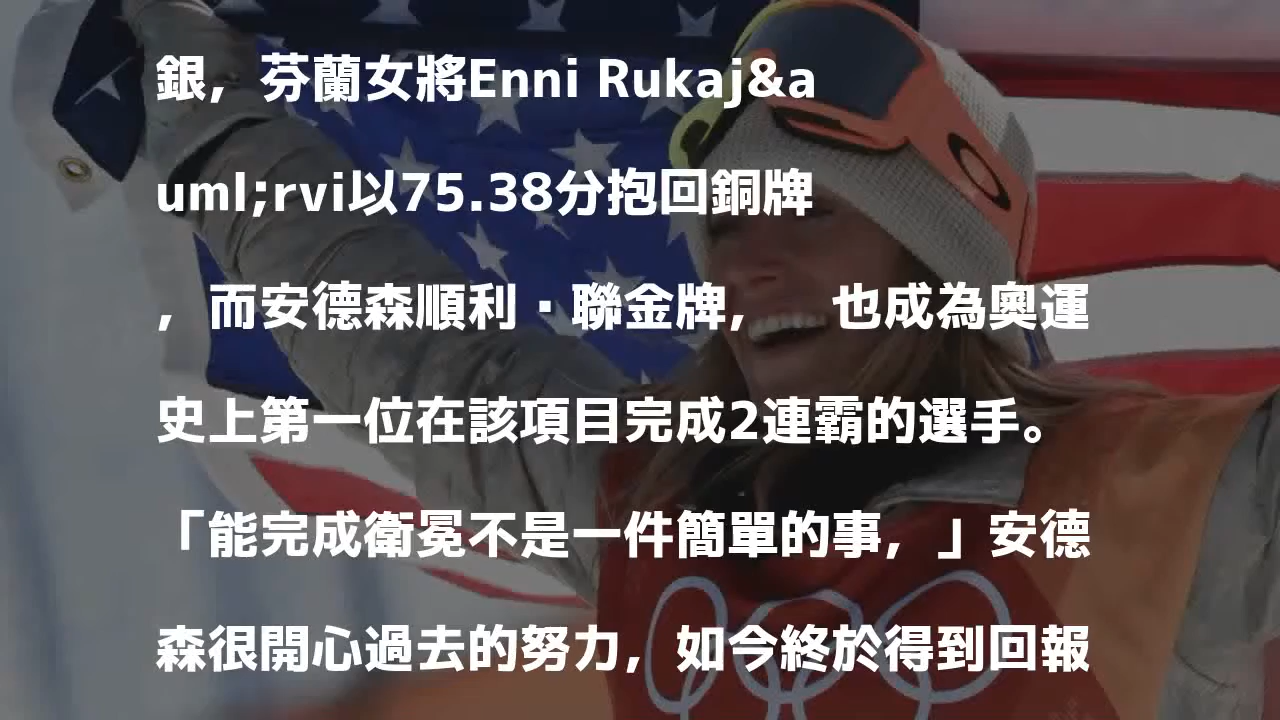 銀，芬蘭女將Enni Rukaj&a
uml;rvi以75.38分抱回銅牌
，而安德森順利·聯金牌，　也成為奧運
史上第一位在該項目完成2連霸的選手。
「能完成衛冕不是一件簡單的事，」安德
森很開心過去的努力，如今終於得到回報